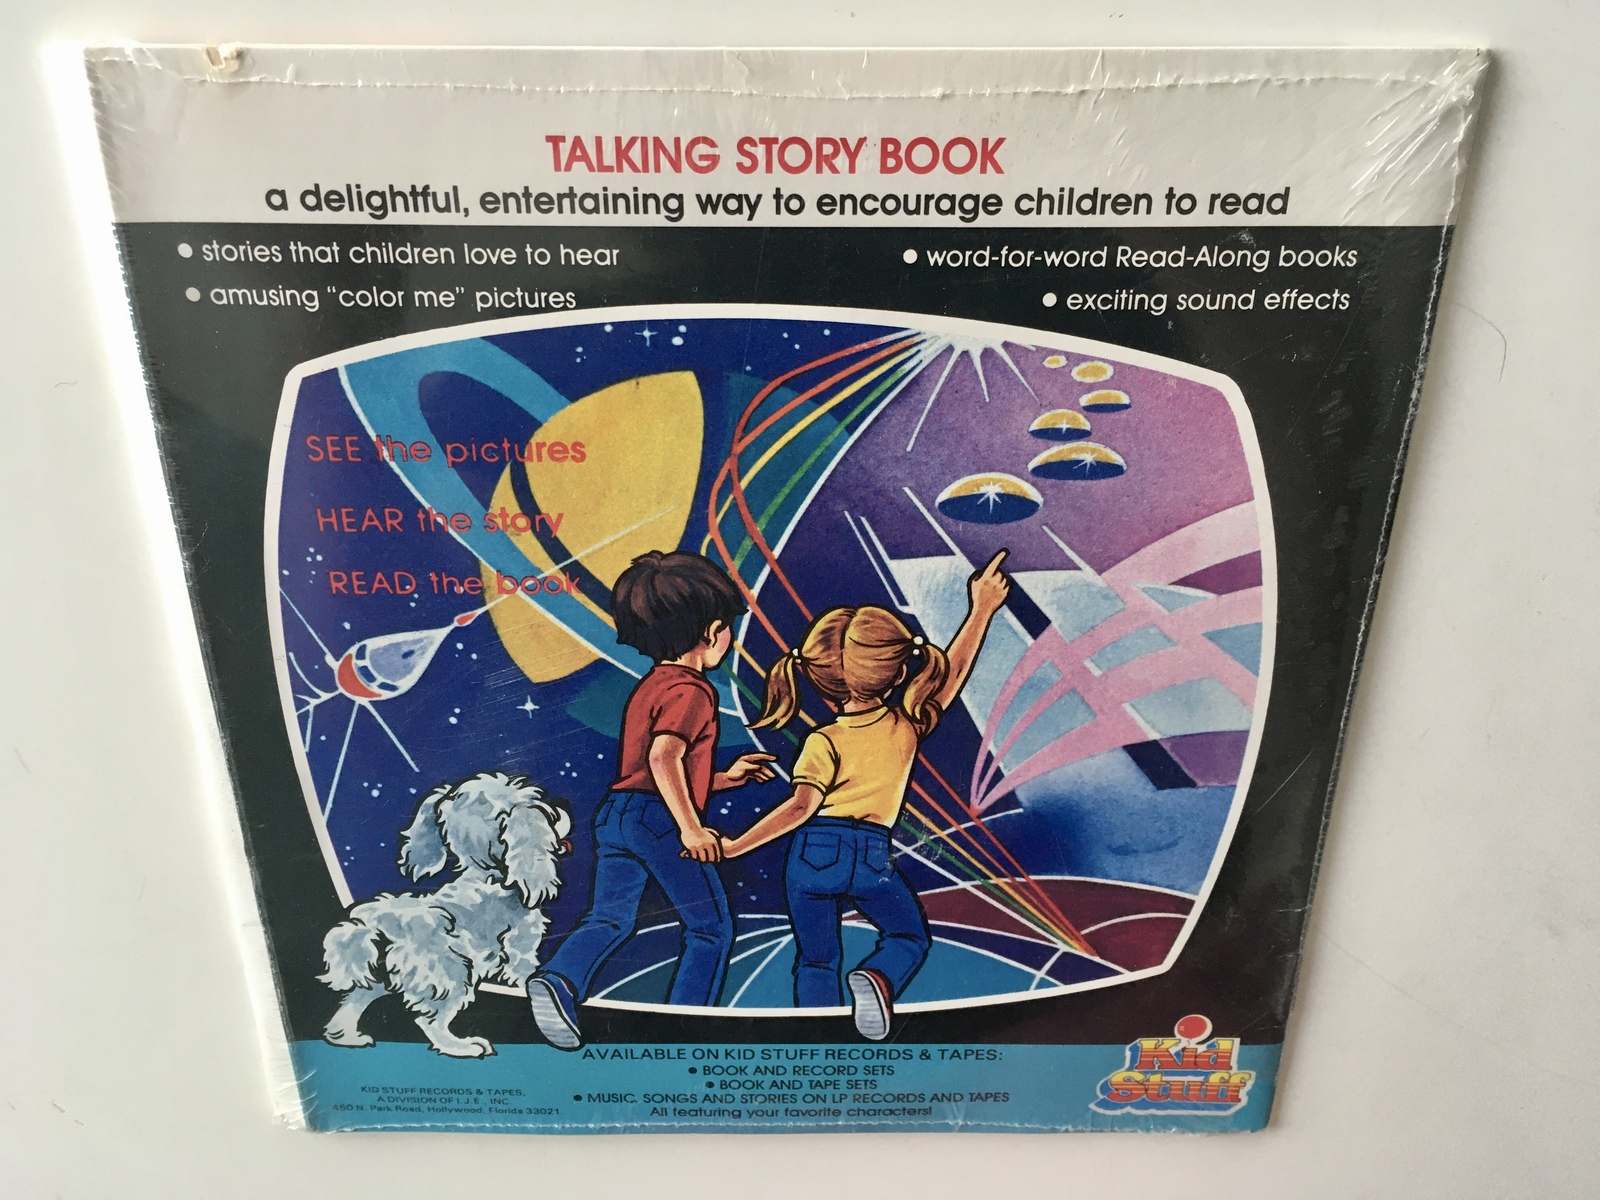 TALKING STORY BOOK
a delightful, entertaining way to encourage children to read
• stories that children love to hear
• amusing "color me" pictures
• word-for-word Read-Along books
• exciting sound effects
SEE the pictures
HEAR the story
READ the book
AVAILABLE ON KID STUFF RECORDS & TAPES:
• BOOK AND RECORD SETS
• BOOK AND TAPE SETS
• MUSIC, SONGS AND STORIES ON LP RECORDS AND TAPES
All featuring your favorite characters!
KID STUFF RECORDS & TAPES,
A DIVISION OF I.J.E., INC.
450 N. Park Road, Hollywood, Florida 33021
Kid
Stuff